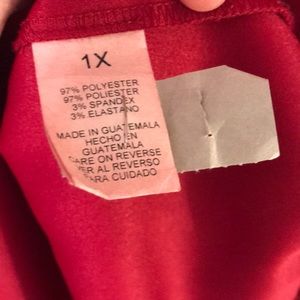 1X
97% POLYESTER
97% POLIESTER
3% SPANDEX
3% ELASTANO
MADE IN GUATEMALA
HECHO EN
GUATEMALA
CARE ON REVERSE
VER AL REVERSO
PARA CUIDADO